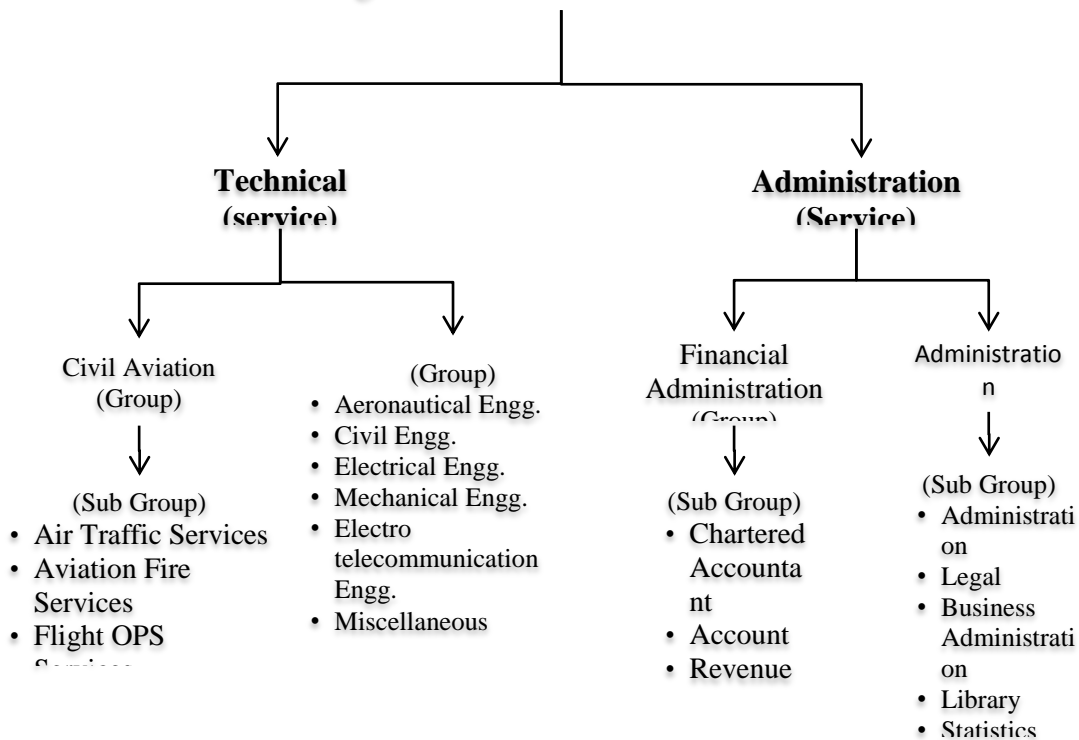 Technical
(service)
Administration
(Service)
Civil Aviation
(Group)
(Sub Group)
• Air Traffic Services
• Aviation Fire
Services
• Flight OPS
Services
(Group)
• Aeronautical Engg.
• Civil Engg.
• Electrical Engg.
• Mechanical Engg.
• Electro
telecommunication
Engg.
• Miscellaneous
Financial
Administration
(Group)
(Sub Group)
• Chartered
Accounta
nt
• Account
• Revenue
Administratio
n
(Sub Group)
• Administrati
on
• Legal
• Business
Administrati
on
• Library
• Statistics